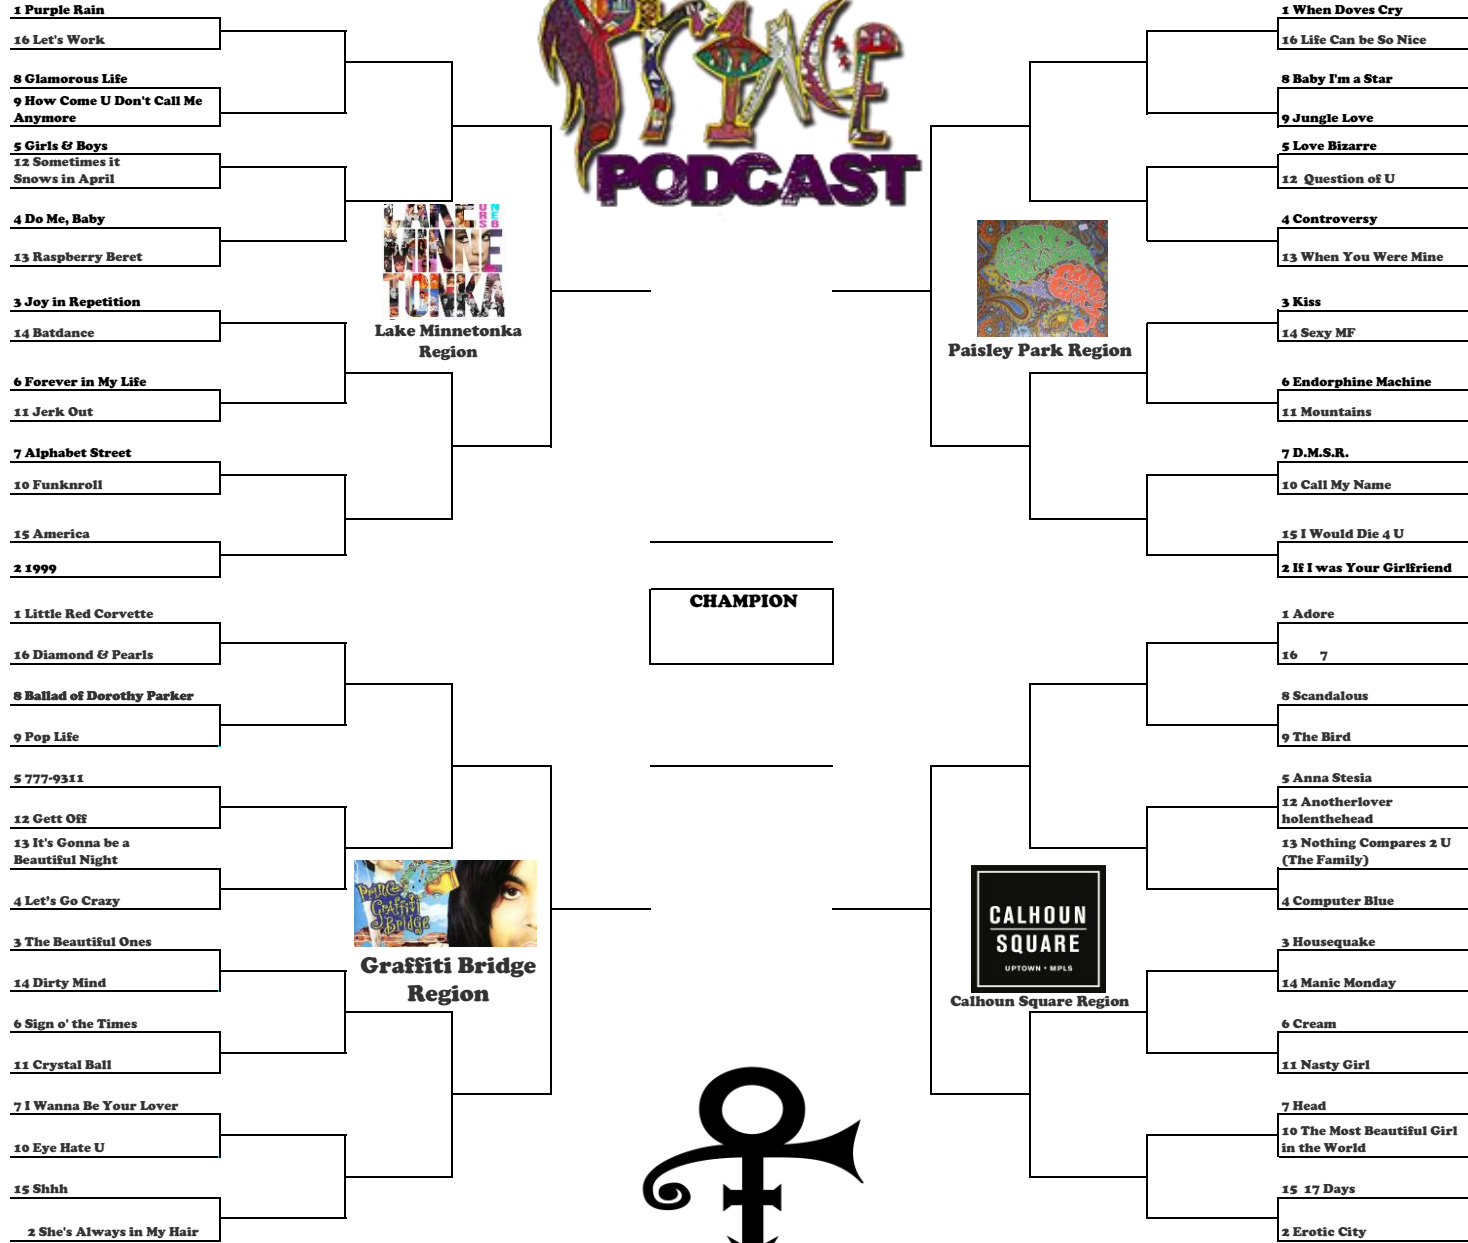 PRINCE
PODCAST
1 Purple Rain
16 Let's Work
8 Glamorous Life
9 How Come U Don't Call Me
Anymore
5 Girls & Boys
12 Sometimes it
Snows in April
4 Do Me, Baby
13 Raspberry Beret
3 Joy in Repetition
14 Batdance
6 Forever in My Life
11 Jerk Out
7 Alphabet Street
10 Funknroll
15 America
2 1999
LAKE
MINNE
TONKA
Lake Minnetonka
Region
1 Little Red Corvette
16 Diamond & Pearls
8 Ballad of Dorothy Parker
9 Pop Life
5 777-9311
12 Gett Off
13 It's Gonna be a
Beautiful Night
4 Let's Go Crazy
3 The Beautiful Ones
14 Dirty Mind
6 Sign o' the Times
11 Crystal Ball
7 I Wanna Be Your Lover
10 Eye Hate U
15 Shhh
2 She's Always in My Hair
Prince
Graffiti
Bridge
Graffiti Bridge
Region
CHAMPION
1 When Doves Cry
16 Life Can be So Nice
8 Baby I'm a Star
9 Jungle Love
5 Love Bizarre
12 Question of U
4 Controversy
13 When You Were Mine
3 Kiss
14 Sexy MF
6 Endorphine Machine
11 Mountains
7 D.M.S.R.
10 Call My Name
15 I Would Die 4 U
2 If I was Your Girlfriend
Paisley Park Region
1 Adore
16 7
8 Scandalous
9 The Bird
5 Anna Stesia
12 Anotherlover
holenthehead
13 Nothing Compares 2 U
(The Family)
4 Computer Blue
3 Housequake
14 Manic Monday
6 Cream
11 Nasty Girl
7 Head
10 The Most Beautiful Girl
in the World
15 17 Days
2 Erotic City
CALHOUN
SQUARE
UPTOWN • MPLS
Calhoun Square Region